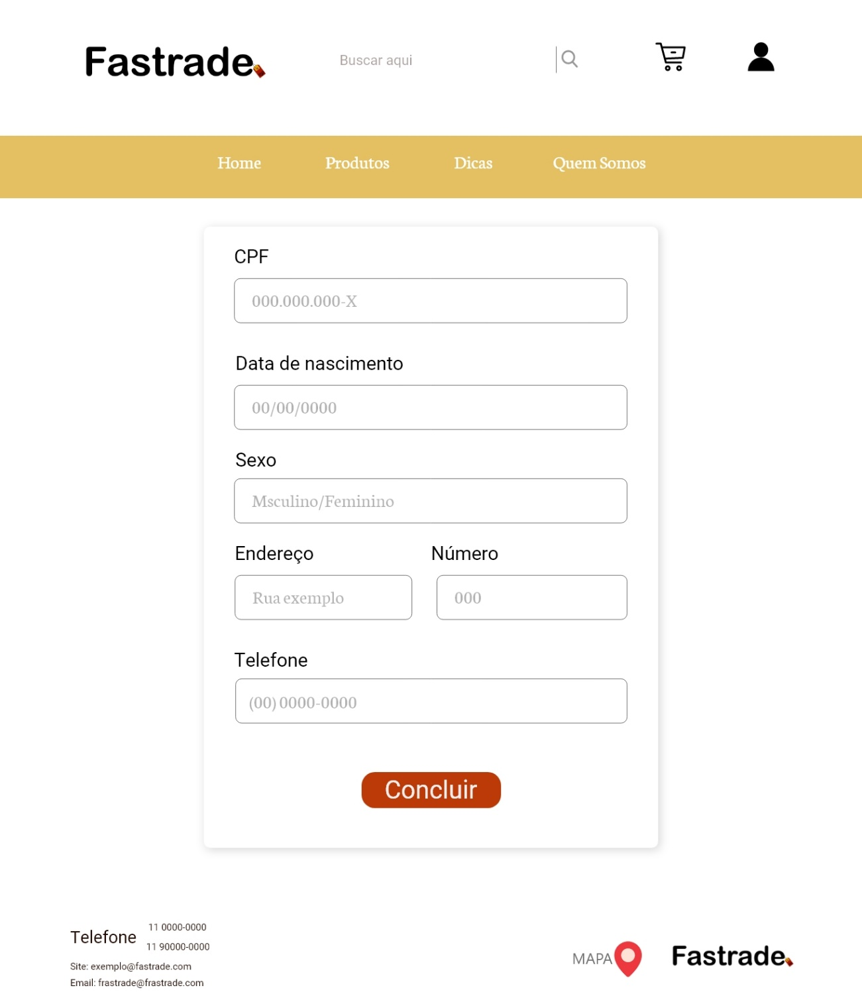 Fastrade
Buscar aqui
Home Produtos Dicas Quem Somos
CPF
000.000.000-X
Data de nascimento
00/00/0000
Sexo
Msculino/Feminino
Endereço Número
Rua exemplo 000
Telefone
(00) 0000-0000
Concluir
Telefone 11 0000-0000
11 90000-0000
Site: exemplo@fastrade.com
Email: frastrade@frastrade.com
MAPA
Fastrade